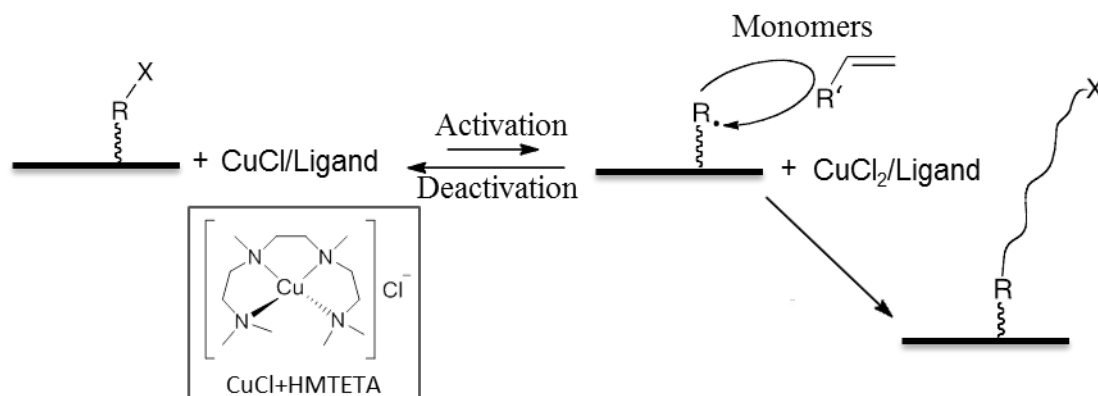 Monomers
X
R
R'
R.
X
+ CuCl/Ligand
Activation
Deactivation
+ CuCl₂/Ligand
N N
Cu
N N
Cl⁻
R
CuCl+HMTETA